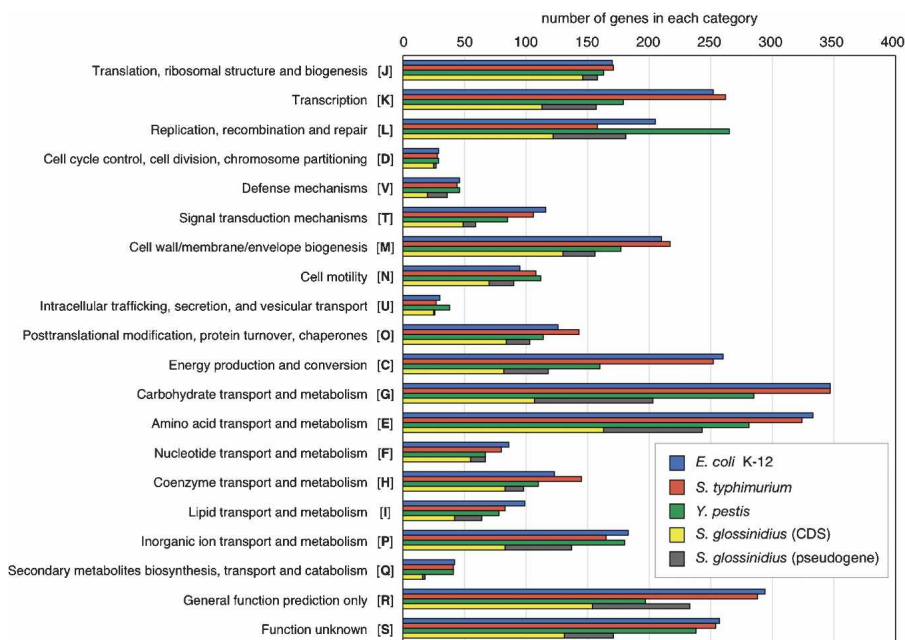 number of genes in each category
0 50 100 150 200 250 300 350 400
Translation, ribosomal structure and biogenesis [J]
Transcription [K]
Replication, recombination and repair [L]
Cell cycle control, cell division, chromosome partitioning [D]
Defense mechanisms [V]
Signal transduction mechanisms [T]
Cell wall/membrane/envelope biogenesis [M]
Cell motility [N]
Intracellular trafficking, secretion, and vesicular transport [U]
Posttranslational modification, protein turnover, chaperones [O]
Energy production and conversion [C]
Carbohydrate transport and metabolism [G]
Amino acid transport and metabolism [E]
Nucleotide transport and metabolism [F]
Coenzyme transport and metabolism [H]
Lipid transport and metabolism [I]
Inorganic ion transport and metabolism [P]
Secondary metabolites biosynthesis, transport and catabolism [Q]
General function prediction only [R]
Function unknown [S]
E. coli K-12
S. typhimurium
Y. pestis
S. glossinidius (CDS)
S. glossinidius (pseudogene)